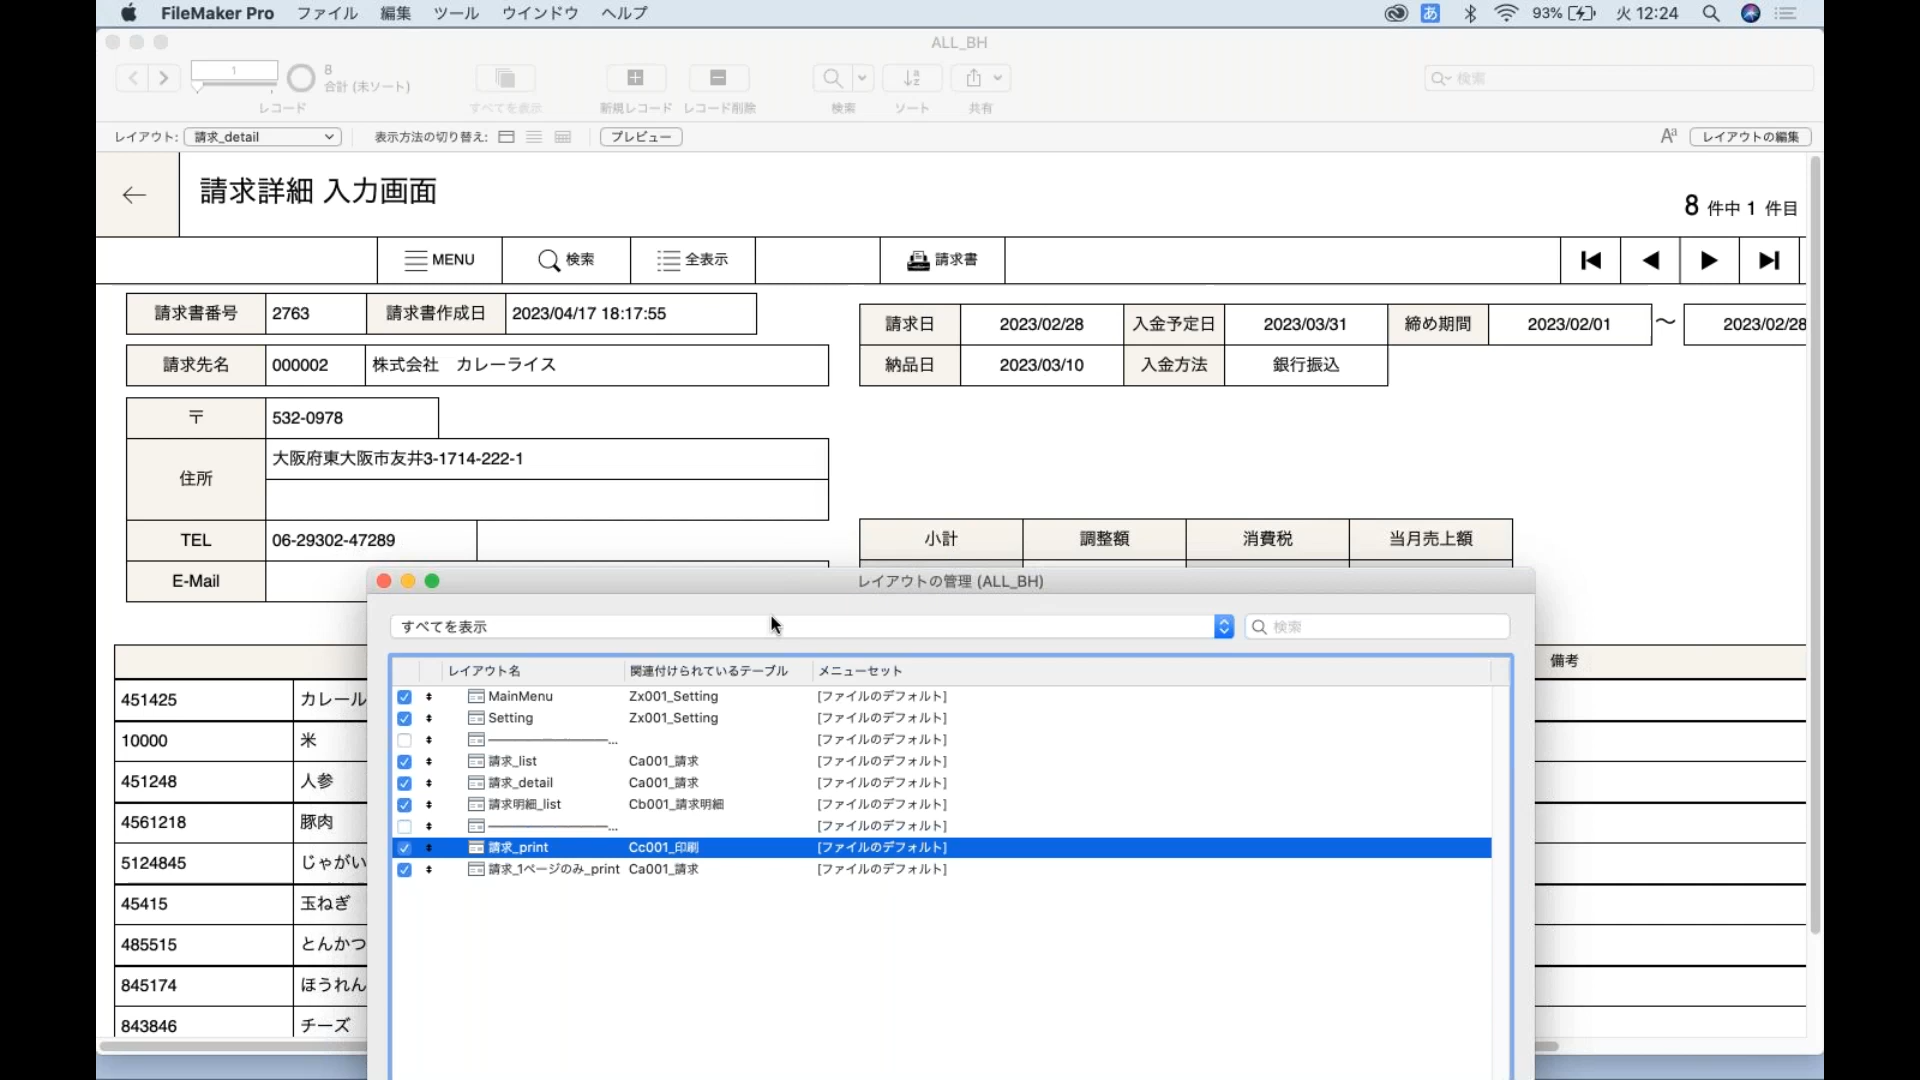 FileMaker Pro ファイル 編集 ツール ウインドウ ヘルプ あ 93% 火 12:24
ALL_BH
1 8
合計 (未ソート)
検索
レコード すべてを表示 新規レコード レコード削除 検索 ソート 共有
レイアウト: 請求_detail 表示方法の切り替え: プレビュー Aa レイアウトの編集
← 請求詳細 入力画面
8 件中 1 件目
MENU 検索 全表示 請求書
請求書番号 2763 請求書作成日 2023/04/17 18:17:55
請求日 2023/02/28 入金予定日 2023/03/31 締め期間 2023/02/01 〜 2023/02/28
請求先名 000002 株式会社　カレーライス
納品日 2023/03/10 入金方法 銀行振込
〒 532-0978
住所 大阪府東大阪市友井3-1714-222-1
TEL 06-29302-47289
小計 調整額 消費税 当月売上額
E-Mail
レイアウトの管理 (ALL_BH)
すべてを表示 検索
レイアウト名 関連付けられているテーブル メニューセット
MainMenu Zx001_Setting [ファイルのデフォルト]
Setting Zx001_Setting [ファイルのデフォルト]
———————————... [ファイルのデフォルト]
請求_list Ca001_請求 [ファイルのデフォルト]
請求_detail Ca001_請求 [ファイルのデフォルト]
請求明細_list Cb001_請求明細 [ファイルのデフォルト]
———————————... [ファイルのデフォルト]
請求_print Cc001_印刷 [ファイルのデフォルト]
請求_1ページのみ_print Ca001_請求 [ファイルのデフォルト]
備考
451425 カレール
10000 米
451248 人参
4561218 豚肉
5124845 じゃがい
45415 玉ねぎ
485515 とんかつ
845174 ほうれん
843846 チーズ